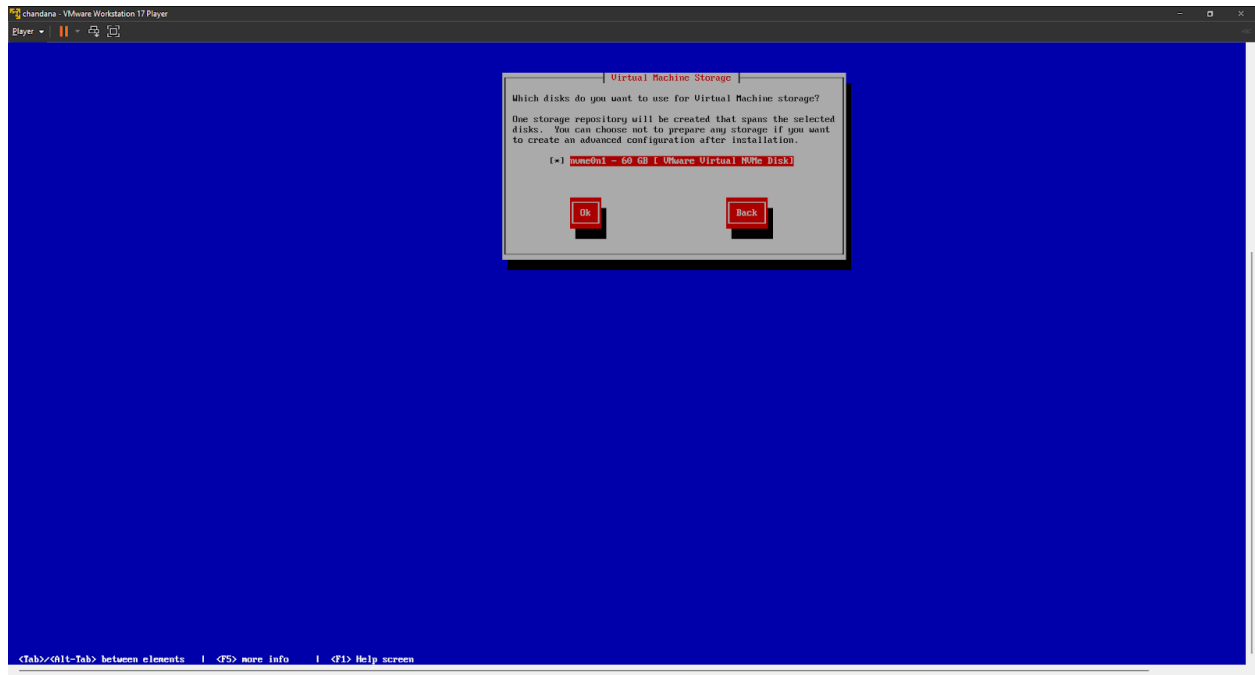 chandana - VMware Workstation 17 Player
Player
Virtual Machine Storage
Which disks do you want to use for Virtual Machine storage?
One storage repository will be created that spans the selected
disks.  You can choose not to prepare any storage if you want
to create an advanced configuration after installation.
[*] nvme0n1 - 60 GB [ VMware Virtual NVMe Disk]
Ok Back
<Tab>/<Alt-Tab> between elements | <F5> more info | <F1> Help screen